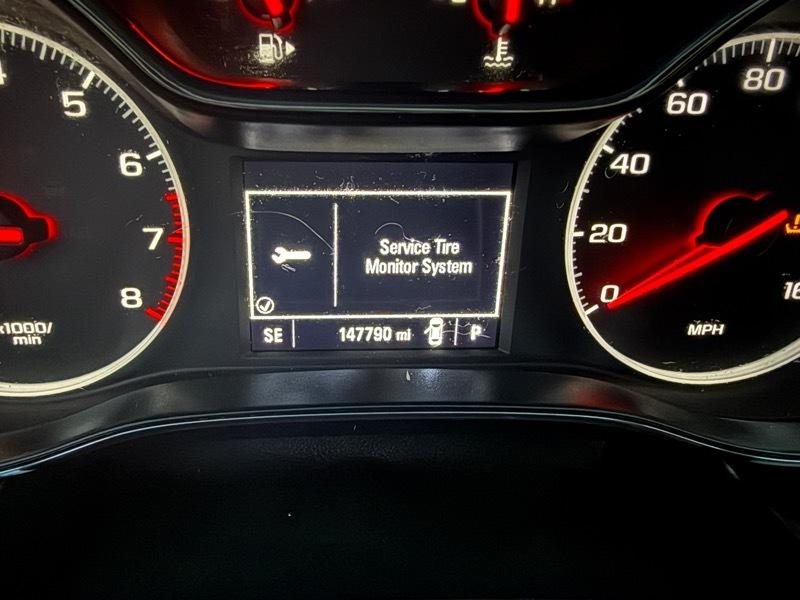 5
6
7
8
x1000/
min
Service Tire
Monitor System
SE
147790 mi
P
0
20
40
60
80
MPH